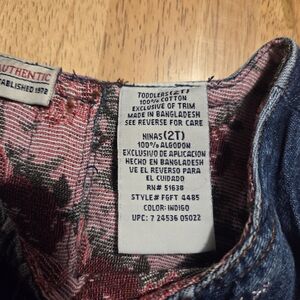 AUTHENTIC
ESTABLISHED 1972
TODDLERS(2T)
100% COTTON
EXCLUSIVE OF TRIM
MADE IN BANGLADESH
SEE REVERSE FOR CARE
NINAS(2T)
100% ALGODON
EXCLUSIVO DE APLICACION
HECHO EN BANGLADESH
VE EL REVERSO PARA
EL CUIDADO
RN# 51638
STYLE# FGFT 4485
COLOR: INDIGO
UPC: 7 24536 05022